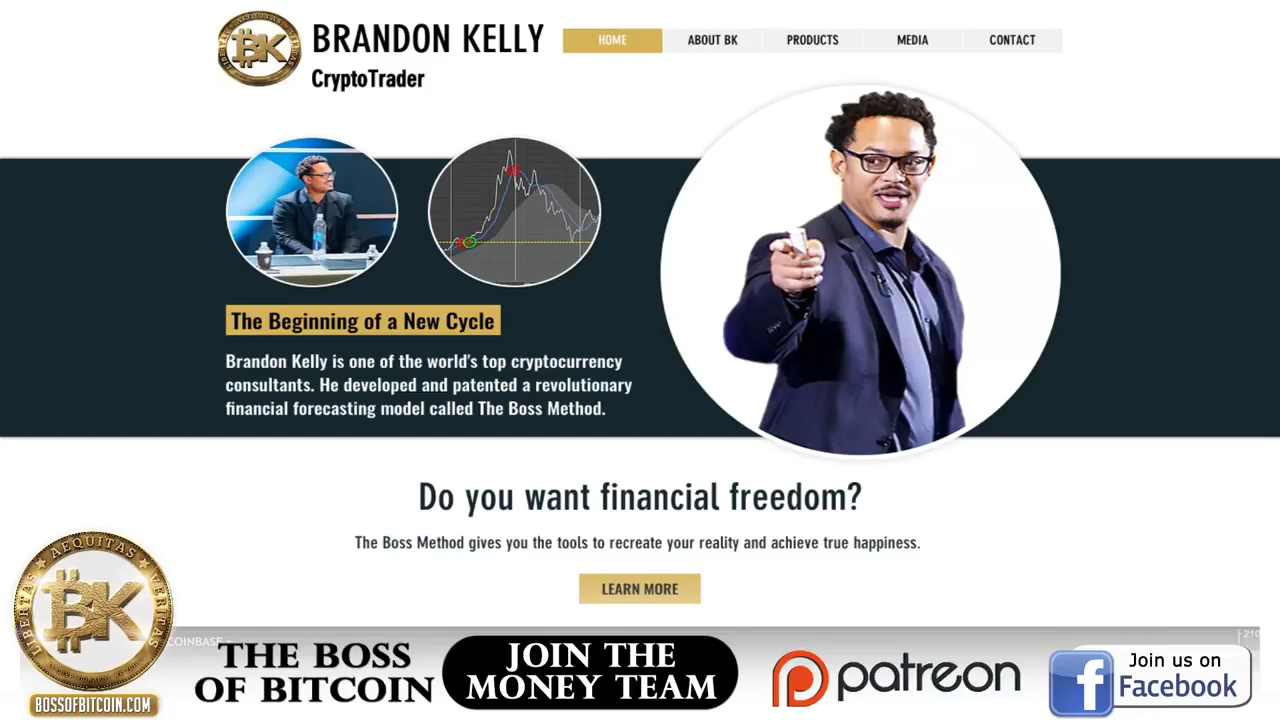 BK
BRANDON KELLY
CryptoTrader
HOME
ABOUT BK
PRODUCTS
MEDIA
CONTACT
The Beginning of a New Cycle
Brandon Kelly is one of the world's top cryptocurrency
consultants. He developed and patented a revolutionary
financial forecasting model called The Boss Method.
Do you want financial freedom?
The Boss Method gives you the tools to recreate your reality and achieve true happiness.
LEARN MORE
LIBERTAS ★ AEQUITAS ★ VERITAS
BK
BOSSOFBITCOIN.COM
COINBASE
210
THE BOSS
OF BITCOIN
JOIN THE
MONEY TEAM
patreon
Join us on
Facebook